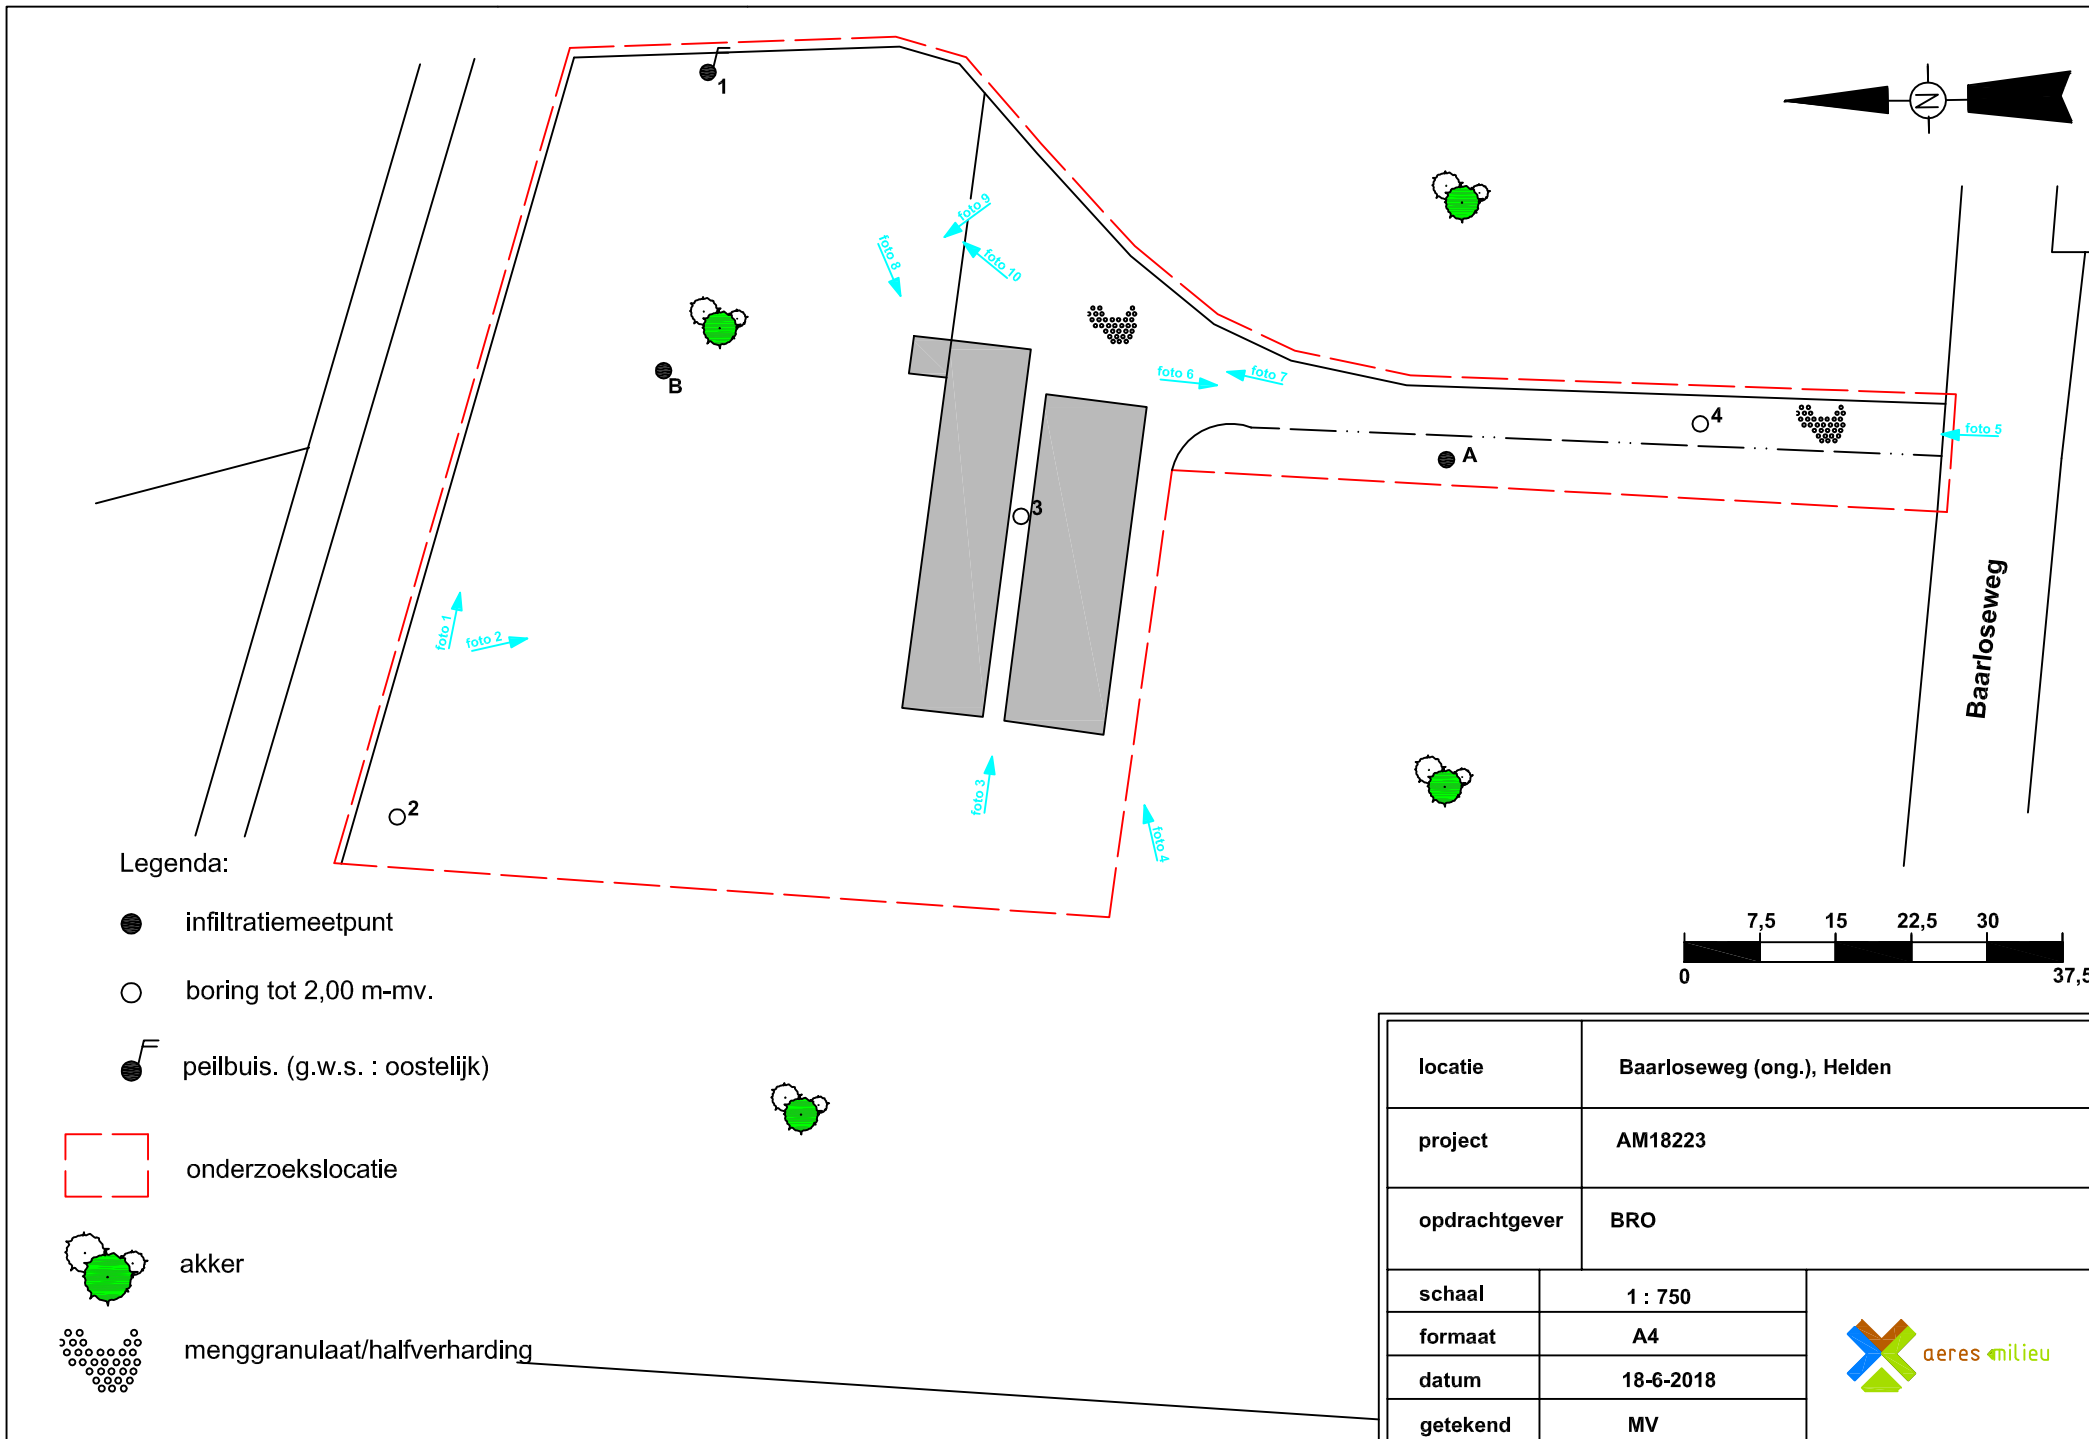 1
foto 9
foto 8
foto 10
N
B
foto 6
foto 7
4
foto 5
A
3
foto 1
foto 2
Baarloseweg
foto 3
foto 4
2
Legenda:
infiltratiemeetpunt
boring tot 2,00 m-mv.
peilbuis. (g.w.s. : oostelijk)
onderzoekslocatie
akker
menggranulaat/halfverharding
7,5 15 22,5 30
0 37,5
locatie Baarloseweg (ong.), Helden
project AM18223
opdrachtgever BRO
schaal 1 : 750
formaat A4
datum 18-6-2018
getekend MV
aeres milieu